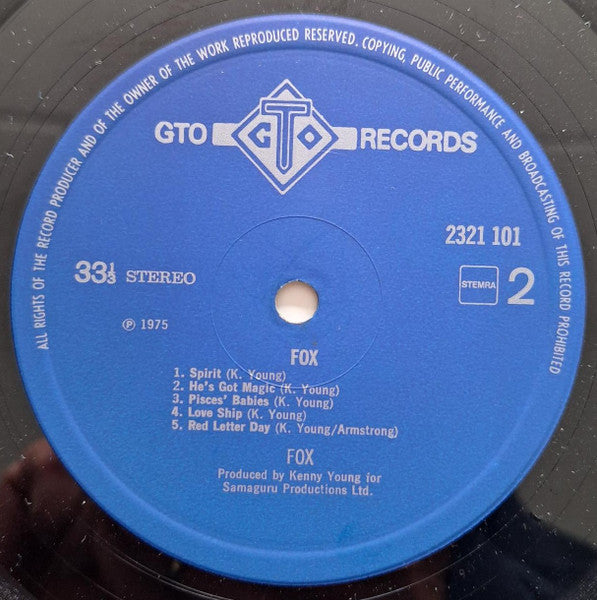 ALL RIGHTS OF THE RECORD PRODUCER AND OF THE OWNER OF THE WORK REPRODUCED RESERVED. COPYING, PUBLIC PERFORMANCE AND BROADCASTING OF THIS RECORD PROHIBITED
GTO GTO RECORDS
2321 101
33⅓ STEREO
STEMRA 2
℗ 1975
FOX
1. Spirit (K. Young)
2. He's Got Magic (K. Young)
3. Pisces' Babies (K. Young)
4. Love Ship (K. Young)
5. Red Letter Day (K. Young/Armstrong)
FOX
Produced by Kenny Young for
Samaguru Productions Ltd.